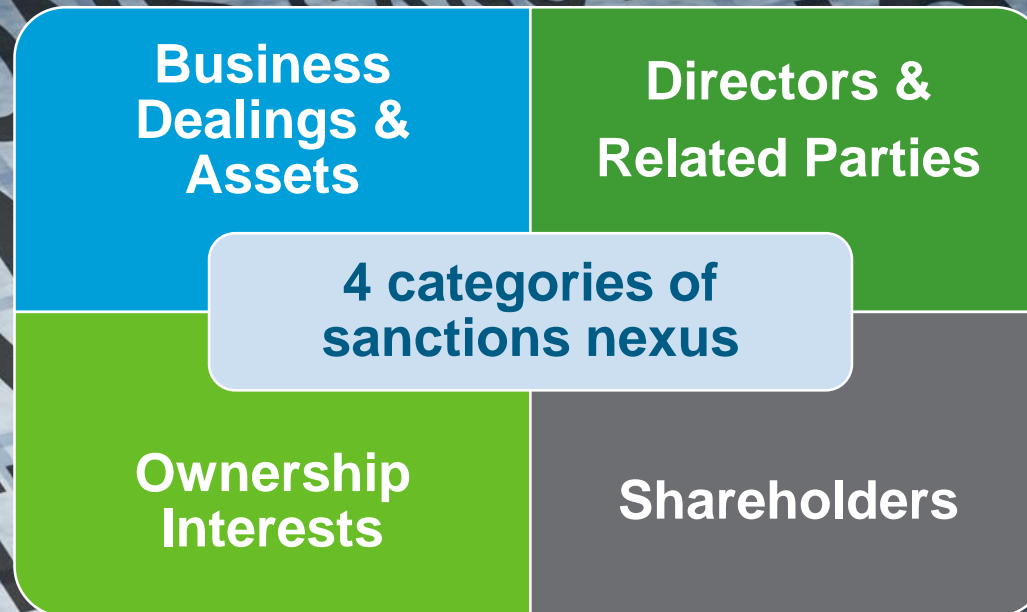 Business
Dealings &
Assets
Directors &
Related Parties
4 categories of
sanctions nexus
Ownership
Interests
Shareholders